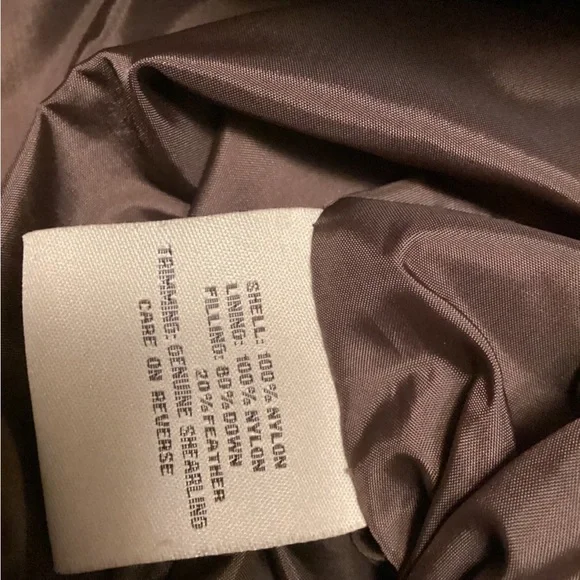 SHELL: 100% NYLON
LINING: 100% NYLON
FILLING: 80% DOWN
20% FEATHER
TRIMMING: GENUINE SHEARLING
CARE ON REVERSE